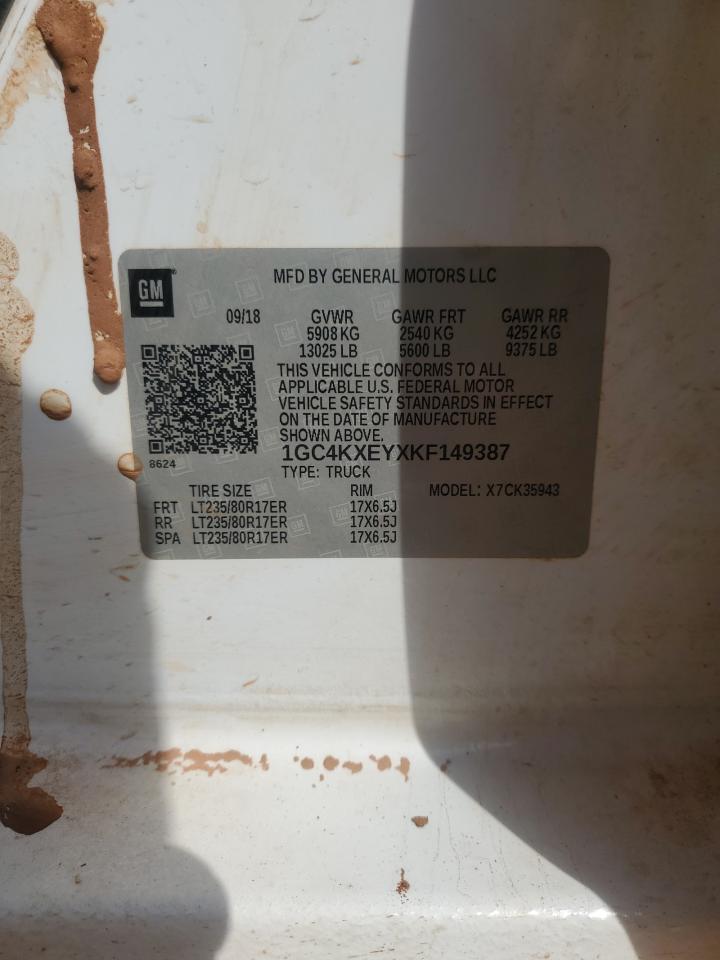 GM
MFD BY GENERAL MOTORS LLC
09/18 GVWR GAWR FRT GAWR RR
5908 KG 2540 KG 4252 KG
13025 LB 5600 LB 9375 LB
THIS VEHICLE CONFORMS TO ALL
APPLICABLE U.S. FEDERAL MOTOR
VEHICLE SAFETY STANDARDS IN EFFECT
ON THE DATE OF MANUFACTURE
SHOWN ABOVE.
1GC4KXEYXKF149387
8624
TYPE: TRUCK
TIRE SIZE RIM MODEL: X7CK35943
FRT LT235/80R17ER 17X6.5J
RR LT235/80R17ER 17X6.5J
SPA LT235/80R17ER 17X6.5J